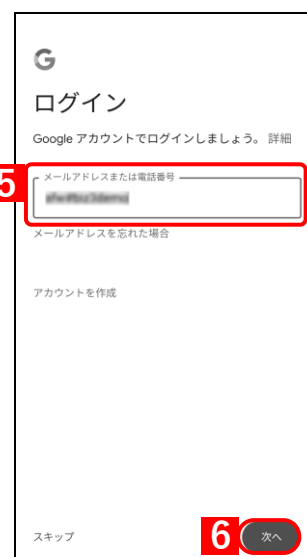 G
ログイン
Google アカウントでログインしましょう。 詳細
5
メールアドレスまたは電話番号
メールアドレスを忘れた場合
アカウントを作成
スキップ
6
次へ